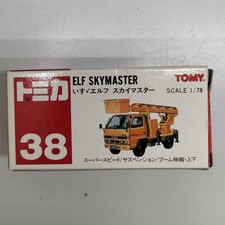 トミカ
38
ELF SKYMASTER
TOMY
いすゞエルフ スカイマスター
SCALE 1/78
スーパースピード/サスペンション/ブーム伸縮・上下